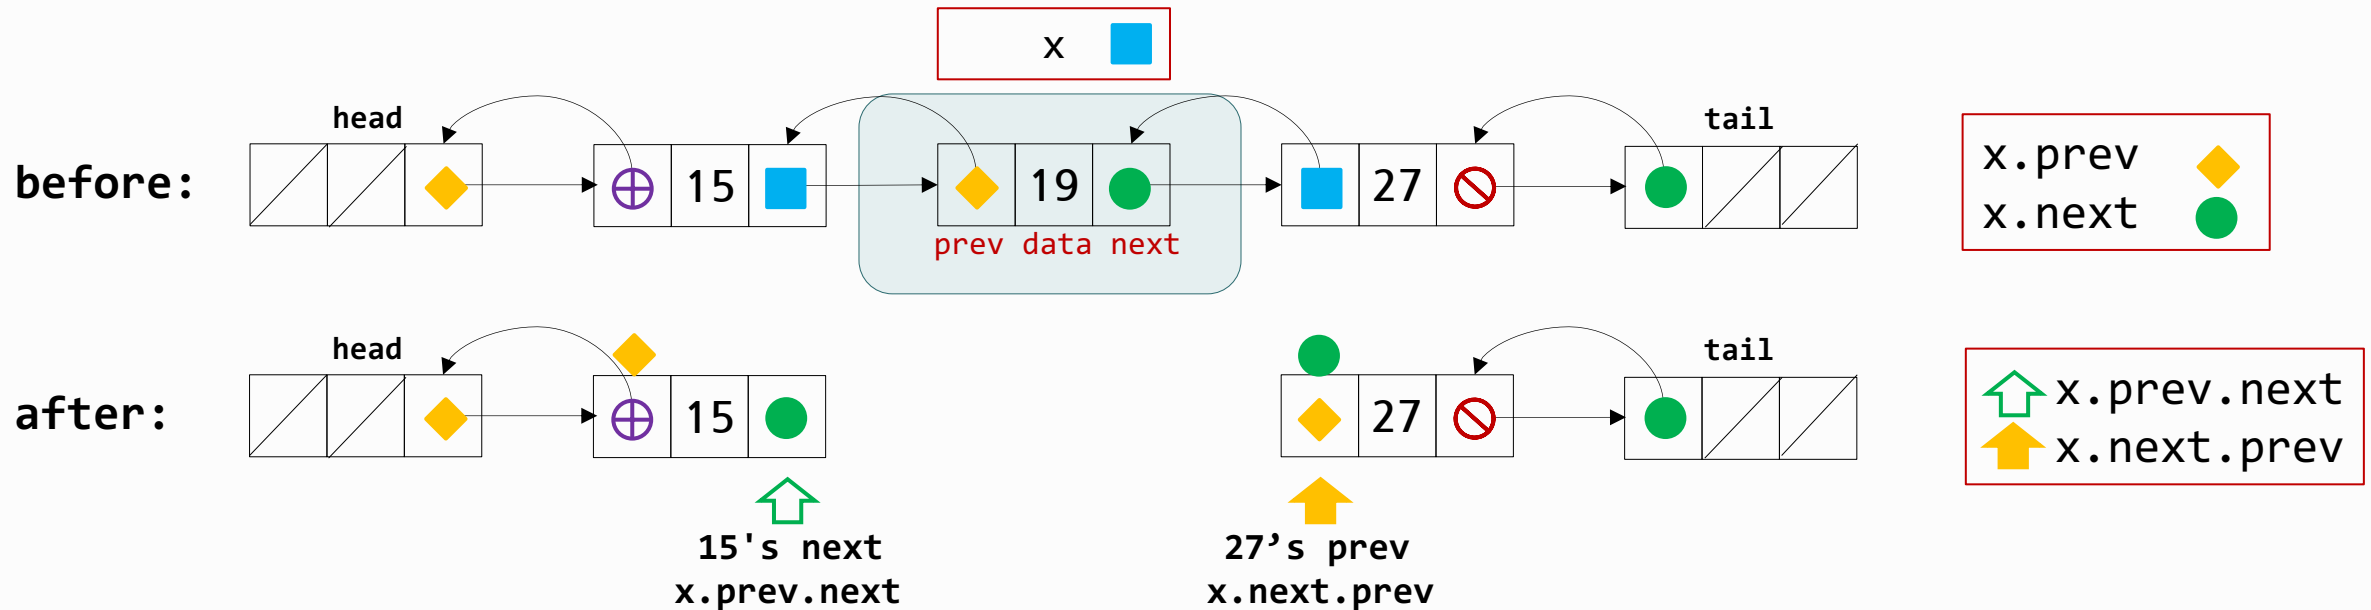 x
head
tail
before:
15
19
27
prev data next
x.prev
x.next
head
tail
after:
15
27
x.prev.next
x.next.prev
15's next
x.prev.next
27’s prev
x.next.prev